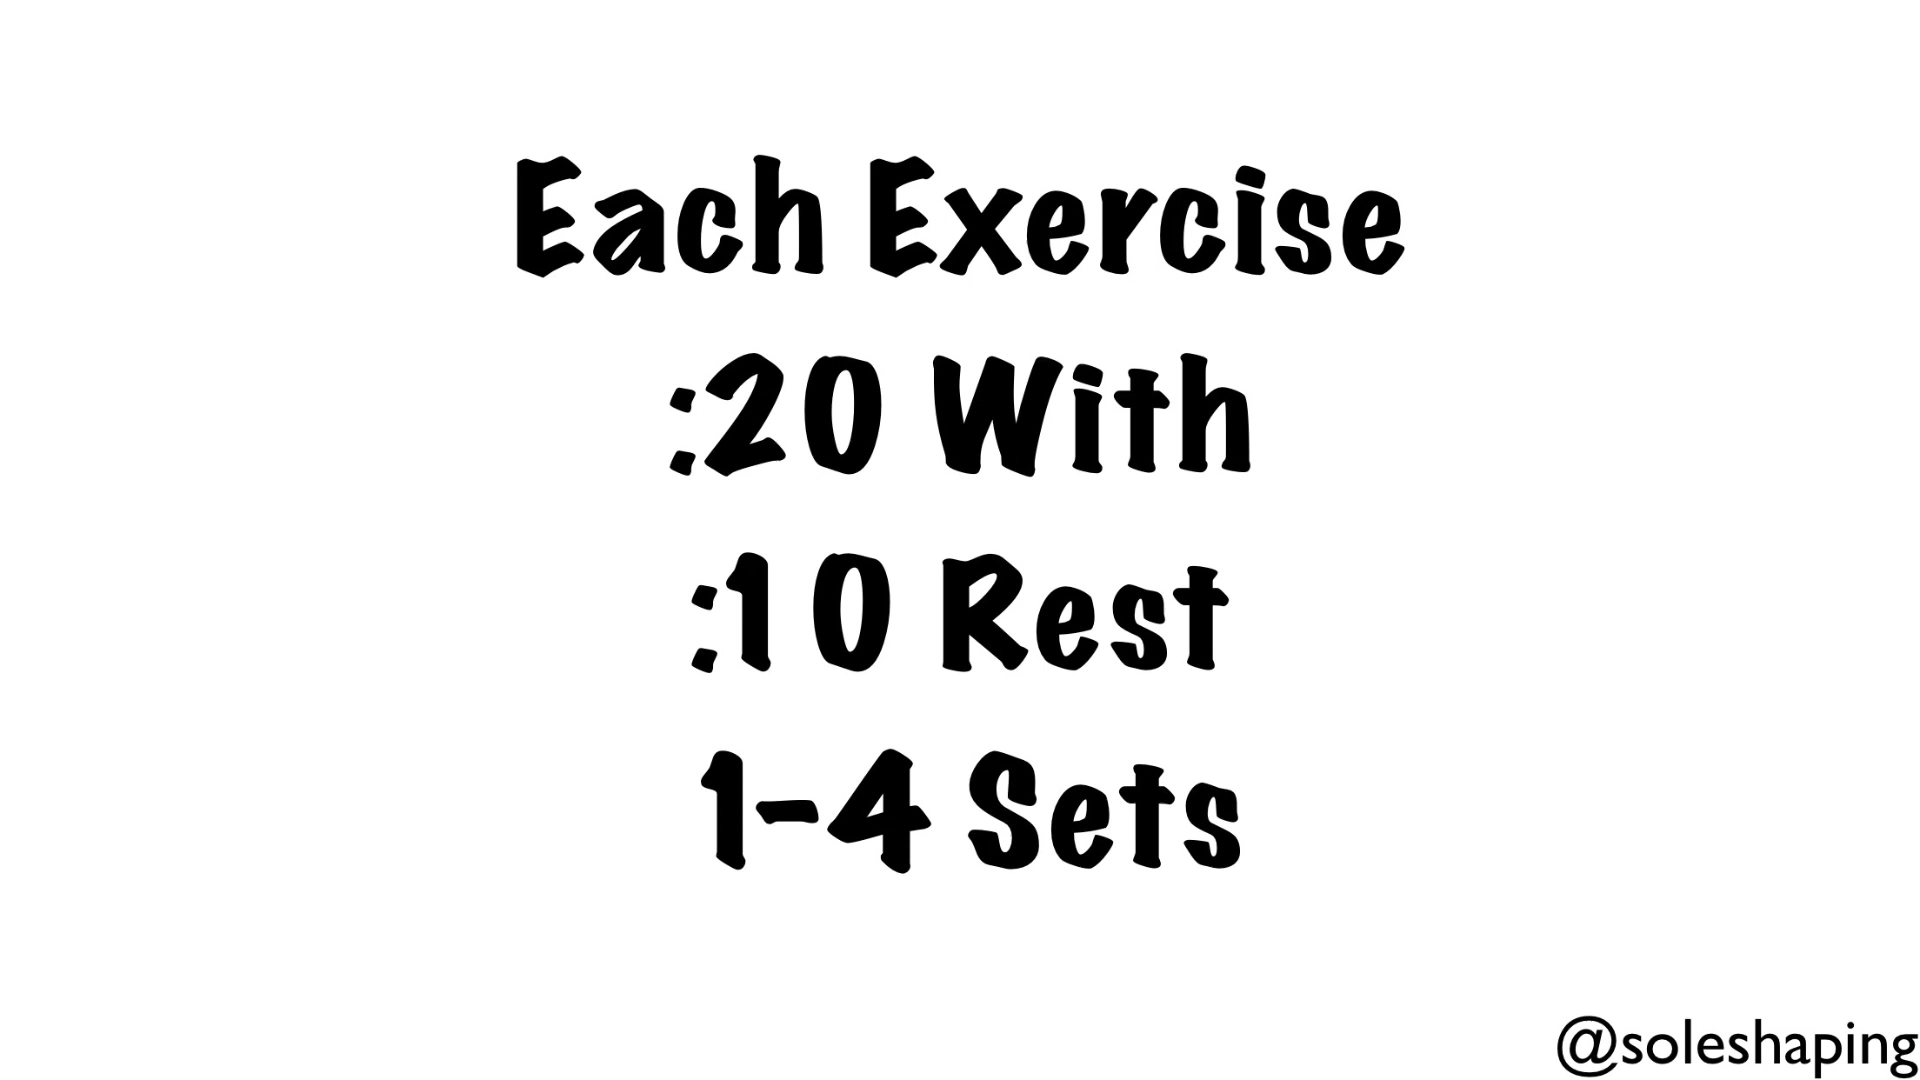 Each Exercise
:20 With
:10 Rest
1-4 Sets
@soleshaping